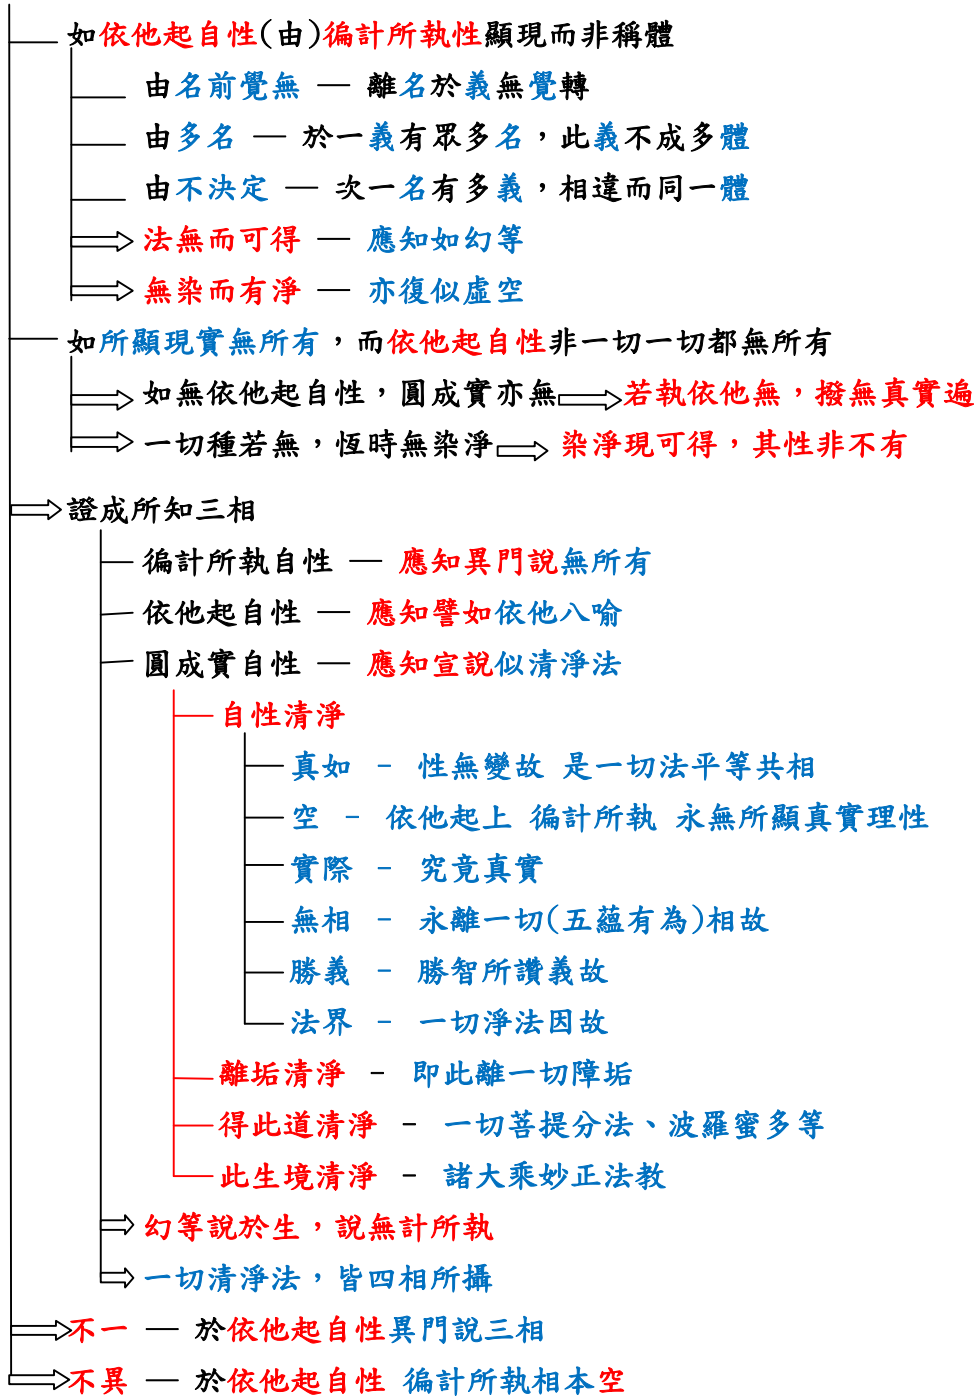 如依他起自性(由)徧計所執性顯現而非稱體
由名前覺無 — 離名於義無覺轉
由多名 — 於一義有眾多名，此義不成多體
由不決定 — 次一名有多義，相違而同一體
法無而可得 — 應知如幻等
無染而有淨 — 亦復似虛空
如所顯現實無所有，而依他起自性非一切一切都無所有
如無依他起自性，圓成實亦無 若執依他無，撥無真實遍
一切種若無，恆時無染淨 染淨現可得，其性非不有
證成所知三相
徧計所執自性 — 應知異門說無所有
依他起自性 — 應知譬如依他八喻
圓成實自性 — 應知宣說似清淨法
自性清淨
真如 - 性無變故 是一切法平等共相
空 - 依他起上 徧計所執 永無所顯真實理性
實際 - 究竟真實
無相 - 永離一切(五蘊有為)相故
勝義 - 勝智所讚義故
法界 - 一切淨法因故
離垢清淨 - 即此離一切障垢
得此道清淨 - 一切菩提分法、波羅蜜多等
此生境清淨 - 諸大乘妙正法教
幻等說於生，說無計所執
一切清淨法，皆四相所攝
不一 — 於依他起自性異門說三相
不異 — 於依他起自性 徧計所執相本空